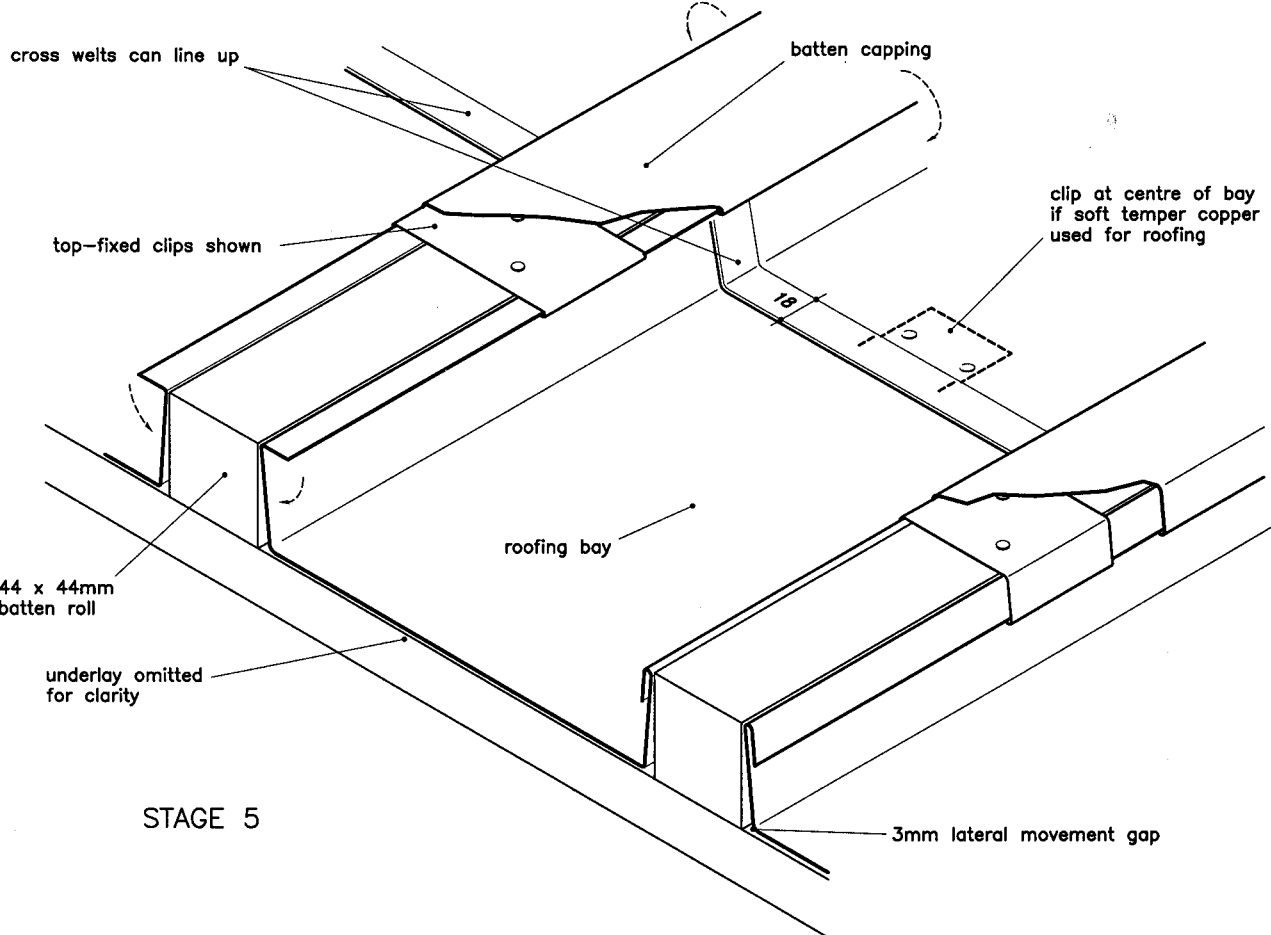 cross welts can line up
batten capping
clip at centre of bay
if soft temper copper
used for roofing
top-fixed clips shown
18
roofing bay
44 x 44mm
batten roll
underlay omitted
for clarity
STAGE 5
3mm lateral movement gap